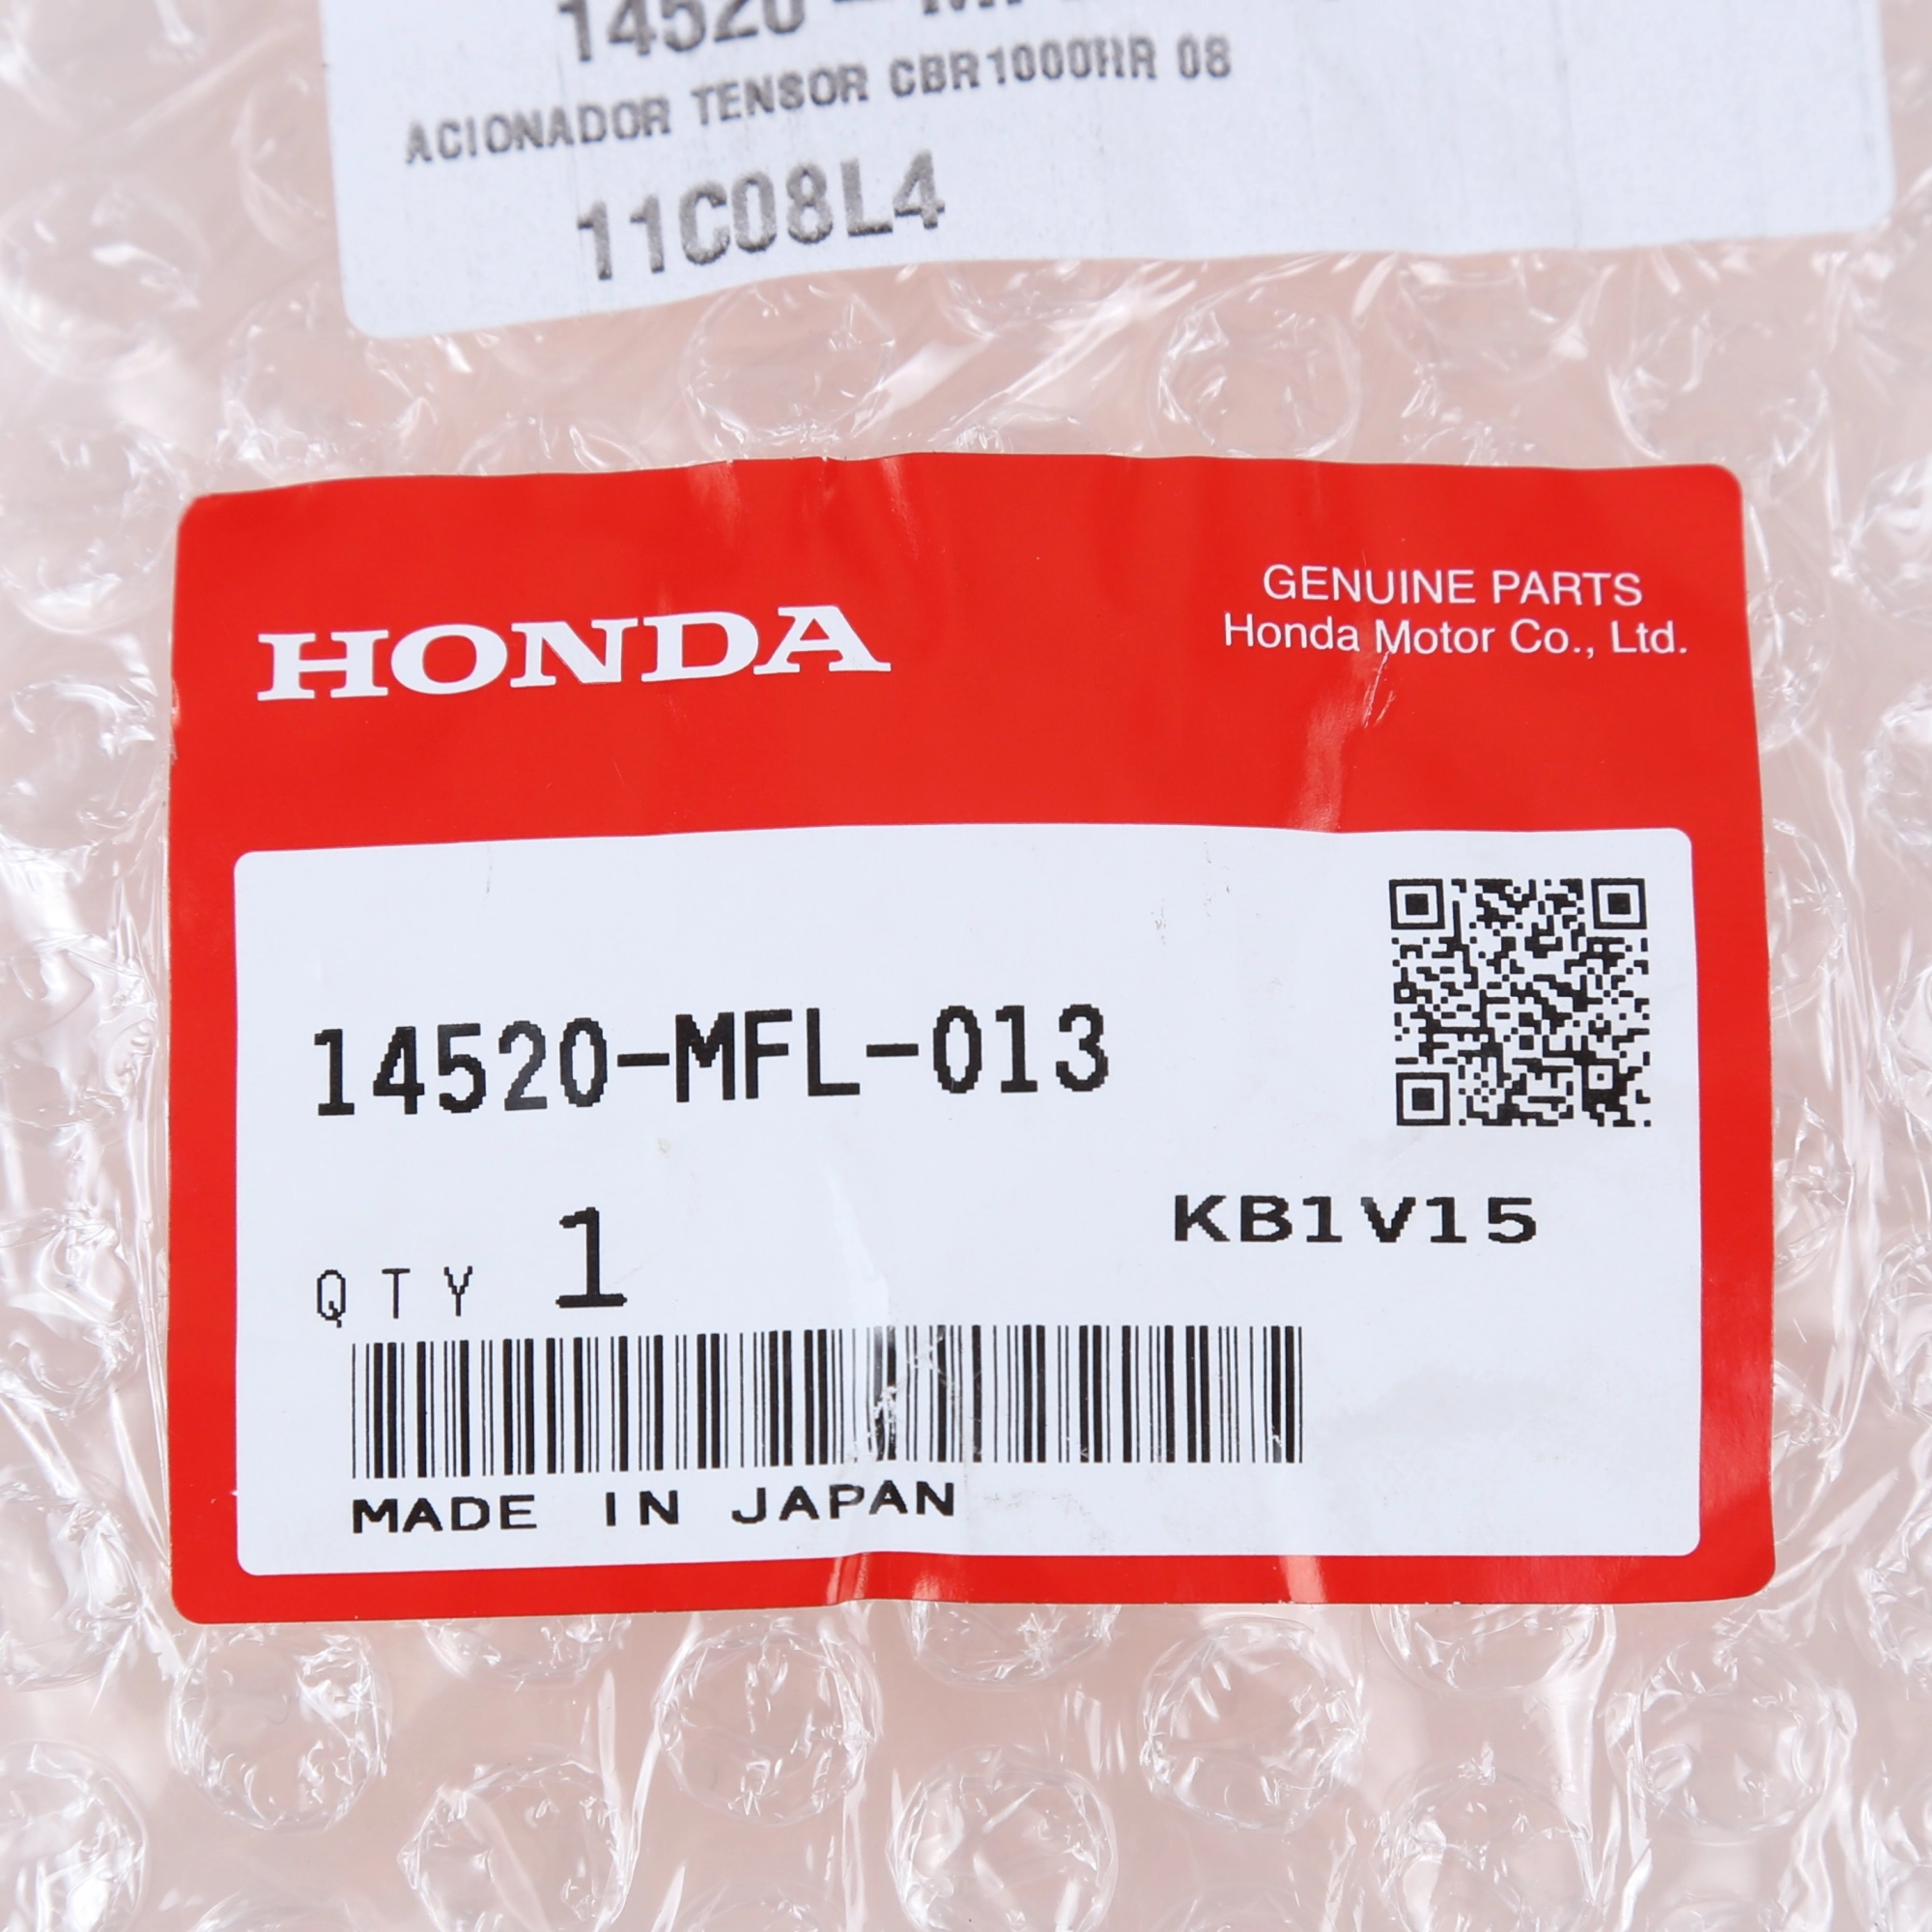 14520
ACIONADOR TENSOR CBR1000RR 08
11C08L4
HONDA
GENUINE PARTS
Honda Motor Co., Ltd.
14520-MFL-013
KB1V15
QTY 1
MADE IN JAPAN